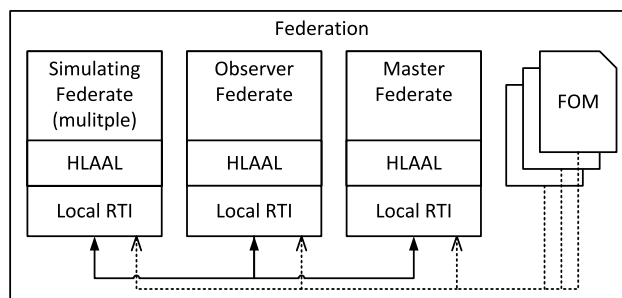 Federation
Simulating
Federate
(mulitple)
HLAAL
Local RTI
Observer
Federate
HLAAL
Local RTI
Master
Federate
HLAAL
Local RTI
FOM